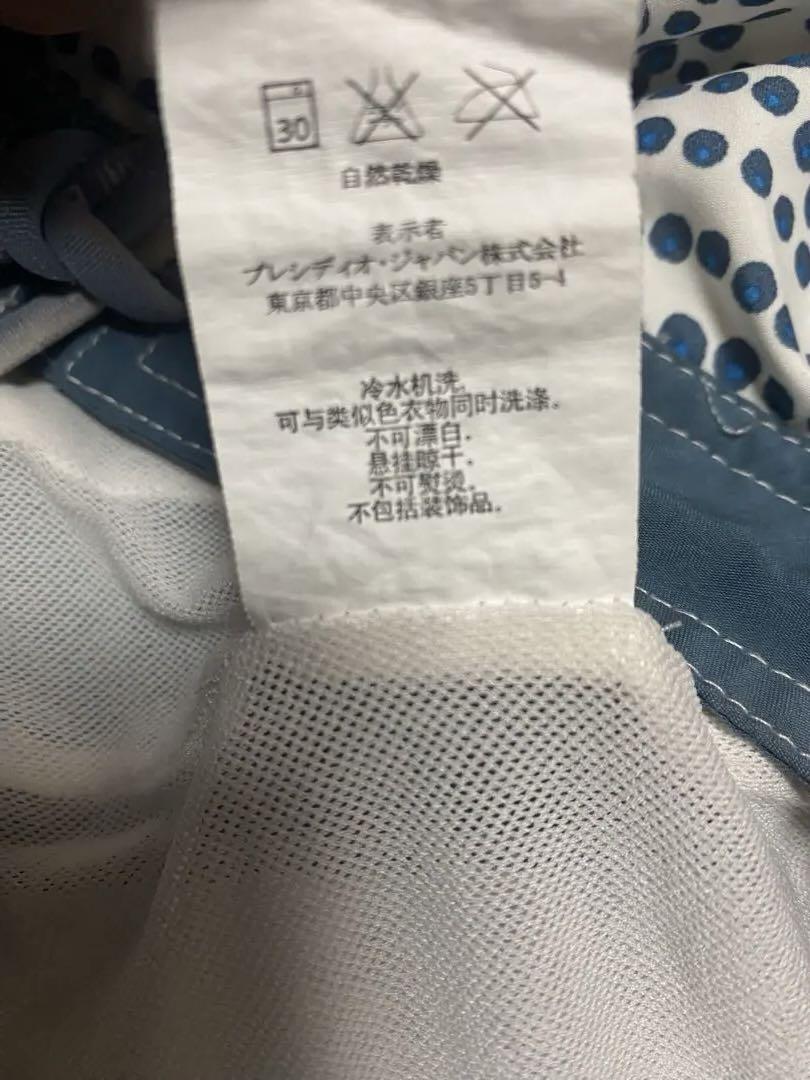 30
自然乾燥
表示者
プレシディオ・ジャパン株式会社
東京都中央区銀座5丁目5-4
冷水机洗.
可与类似色衣物同时洗涤.
不可漂白.
悬挂晾干.
不可熨烫.
不包括装饰品.